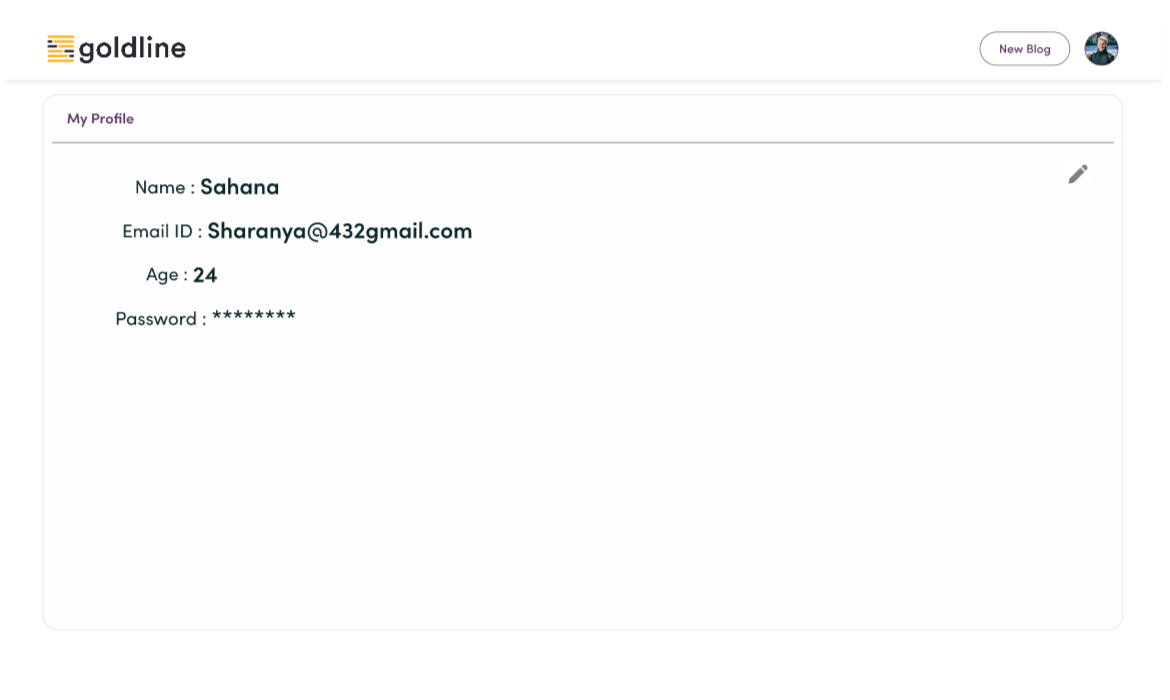 goldline
New Blog
My Profile
Name : Sahana
Email ID : Sharanya@432gmail.com
Age : 24
Password : ********